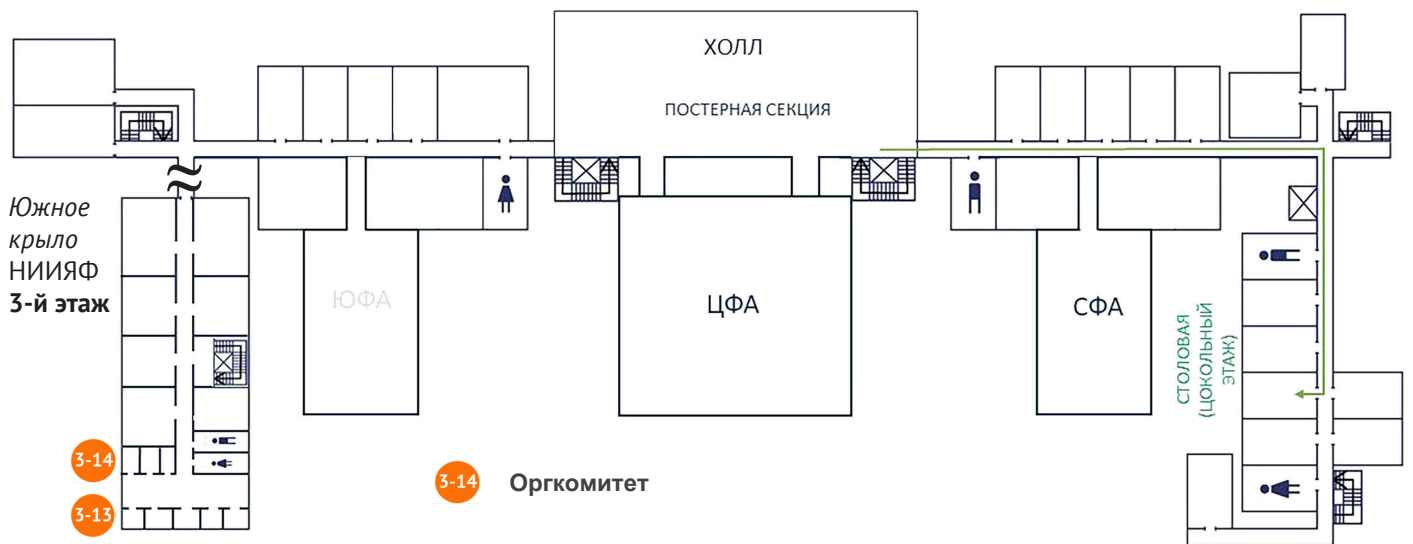 ХОЛЛ
ПОСТЕРНАЯ СЕКЦИЯ
Южное
крыло
НИИЯФ
3-й этаж
ЮФА
ЦФА
СФА
СТОЛОВАЯ
(ЦОКОЛЬНЫЙ
ЭТАЖ)
3-14
3-13
3-14 Оргкомитет